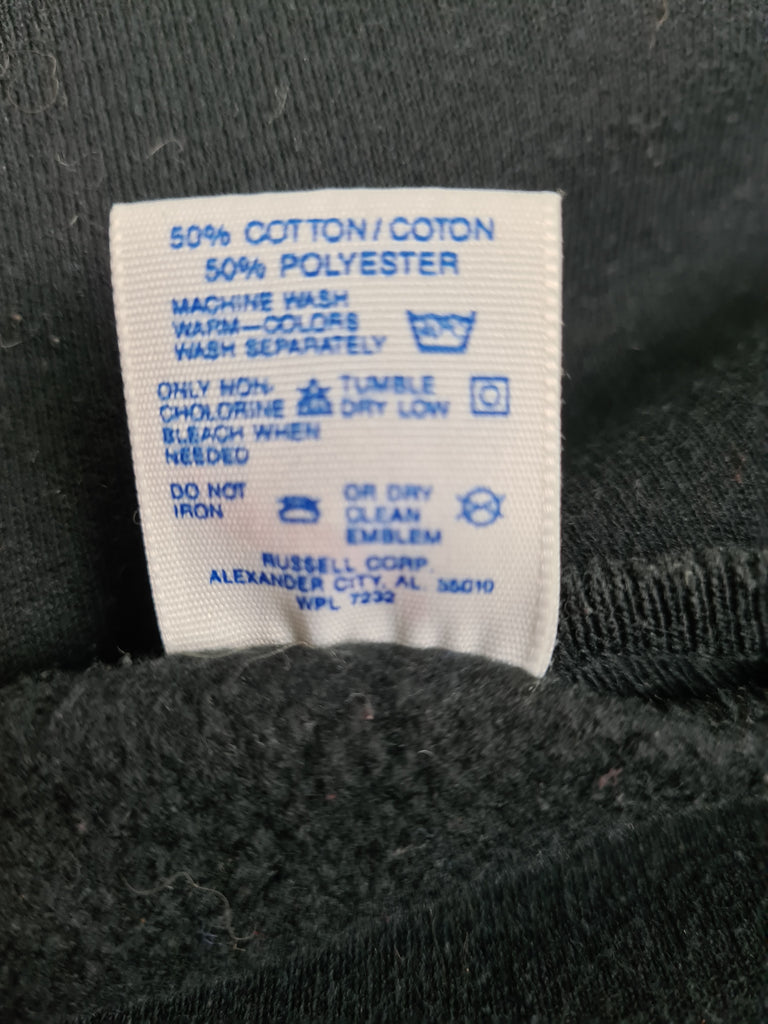 50% COTTON / COTON
50% POLYESTER
MACHINE WASH
WARM—COLORS
WASH SEPARATELY
ONLY NON-
CHOLORINE
BLEACH WHEN
NEEDED
TUMBLE
DRY LOW
DO NOT
IRON
OR DRY
CLEAN
EMBLEM
RUSSELL CORP.
ALEXANDER CITY, AL. 35010
WPL 7232